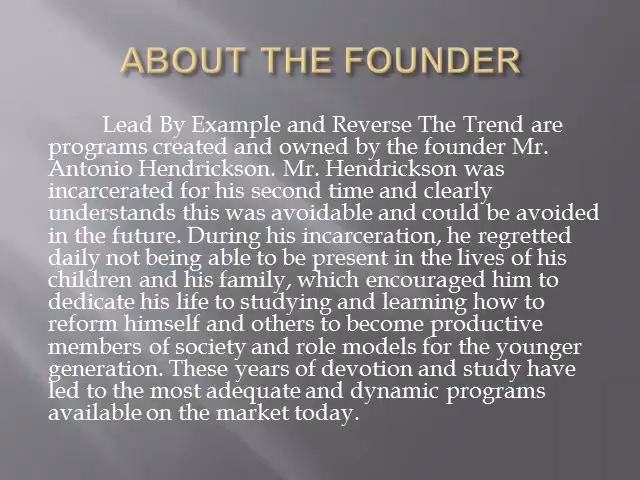 ABOUT THE FOUNDER
Lead By Example and Reverse The Trend are
programs created and owned by the founder Mr.
Antonio Hendrickson. Mr. Hendrickson was
incarcerated for his second time and clearly
understands this was avoidable and could be avoided
in the future. During his incarceration, he regretted
daily not being able to be present in the lives of his
children and his family, which encouraged him to
dedicate his life to studying and learning how to
reform himself and others to become productive
members of society and role models for the younger
generation. These years of devotion and study have
led to the most adequate and dynamic programs
available on the market today.